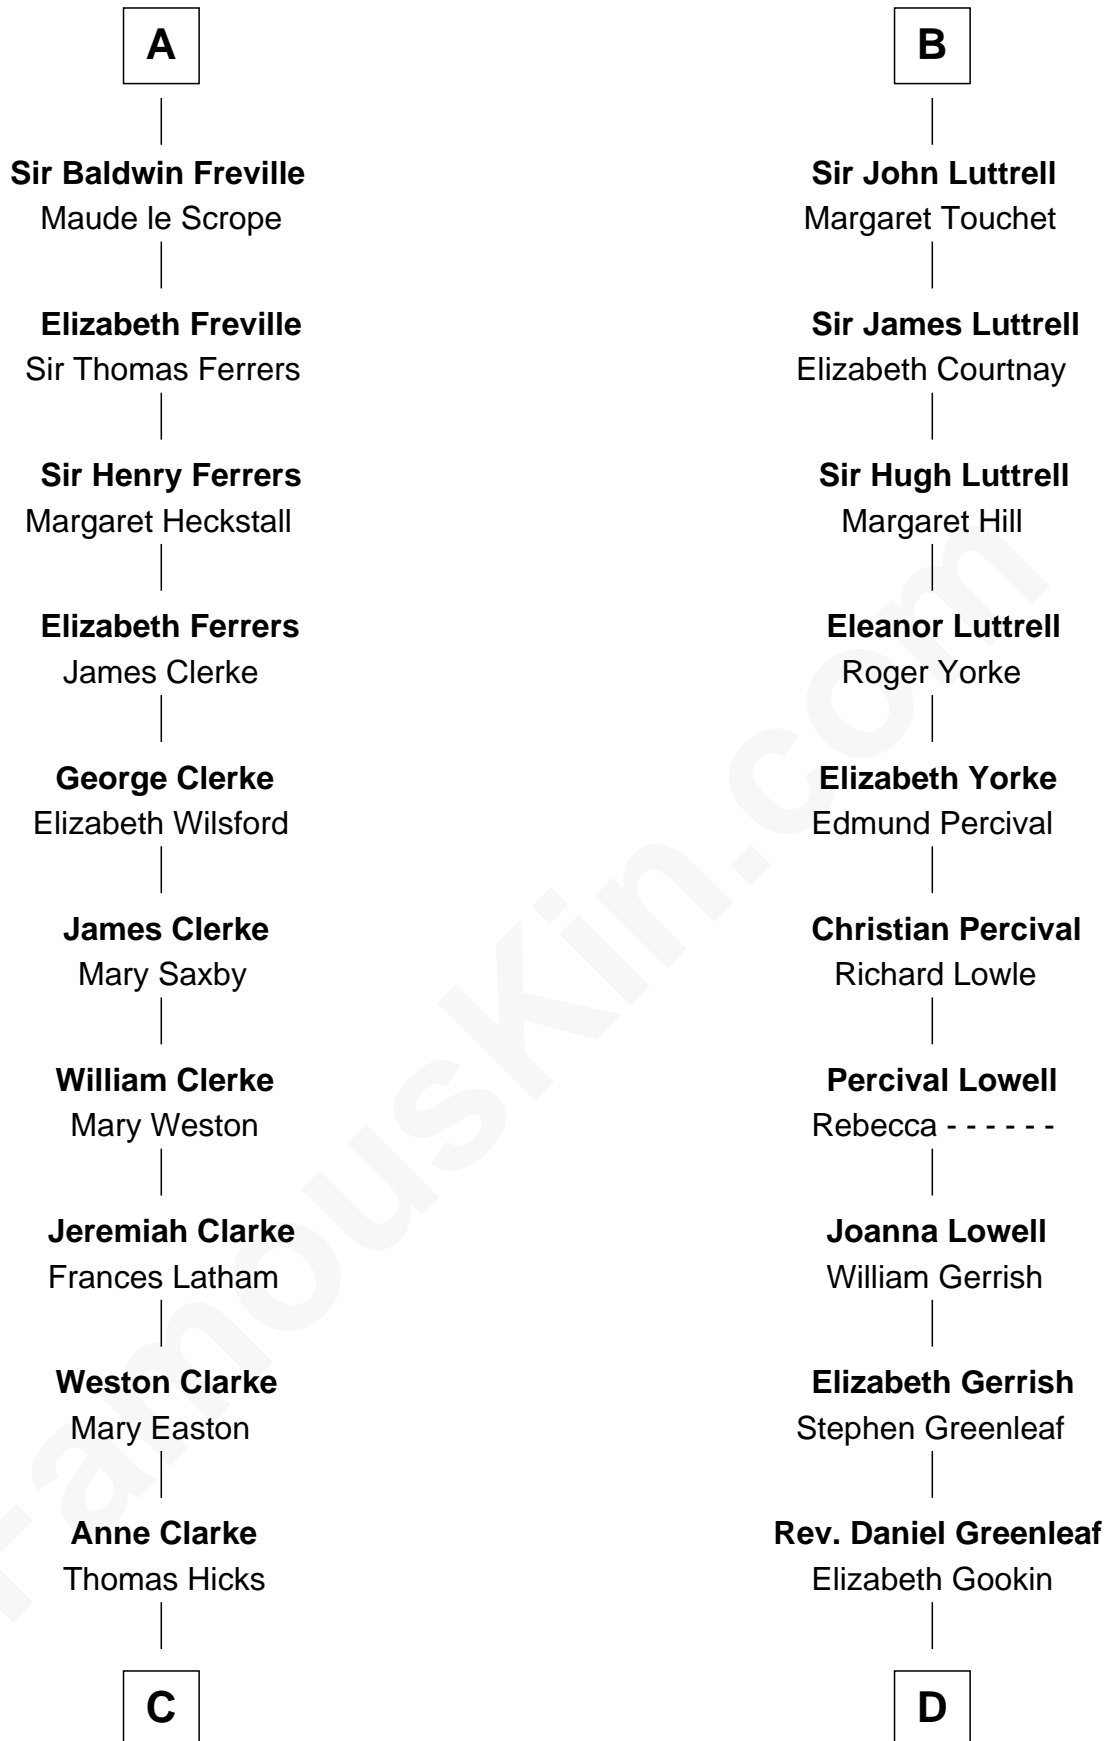 A
Sir Baldwin Freville
Maude le Scrope
Elizabeth Freville
Sir Thomas Ferrers
Sir Henry Ferrers
Margaret Heckstall
Elizabeth Ferrers
James Clerke
George Clerke
Elizabeth Wilsford
James Clerke
Mary Saxby
William Clerke
Mary Weston
Jeremiah Clarke
Frances Latham
Weston Clarke
Mary Easton
Anne Clarke
Thomas Hicks
C
B
Sir John Luttrell
Margaret Touchet
Sir James Luttrell
Elizabeth Courtnay
Sir Hugh Luttrell
Margaret Hill
Eleanor Luttrell
Roger Yorke
Elizabeth Yorke
Edmund Percival
Christian Percival
Richard Lowle
Percival Lowell
Rebecca - - - - - -
Joanna Lowell
William Gerrish
Elizabeth Gerrish
Stephen Greenleaf
Rev. Daniel Greenleaf
Elizabeth Gookin
D
FamousKin.com